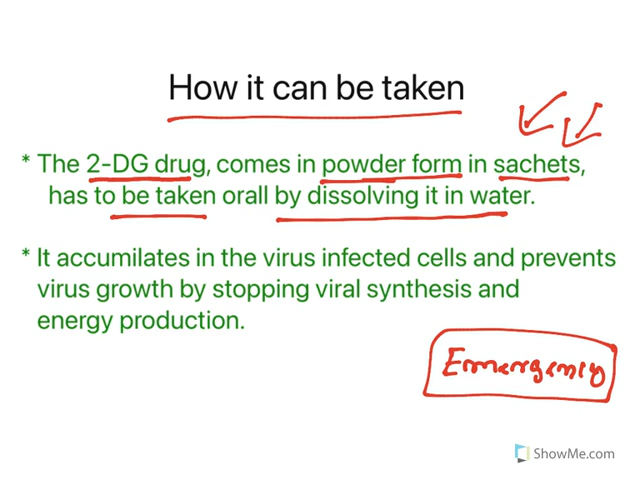 How it can be taken
* The 2-DG drug, comes in powder form in sachets,
has to be taken orall by dissolving it in water.
* It accumilates in the virus infected cells and prevents
virus growth by stopping viral synthesis and
energy production.
Emergency
ShowMe.com